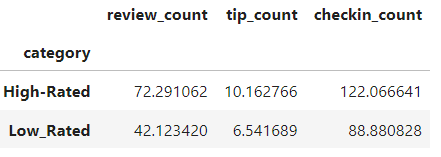 review_count tip_count checkin_count
category
High-Rated 72.291062 10.162766 122.066641
Low_Rated 42.123420 6.541689 88.880828